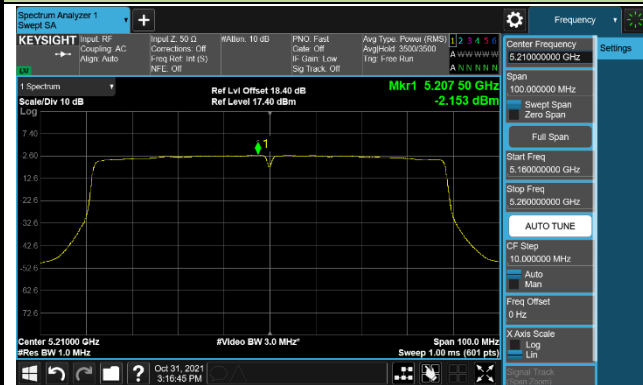 Spectrum Analyzer 1
Swept SA
Frequency
KEYSIGHT
Input: RF
Coupling: AC
Align: Auto
Input Z: 50 Ω
Corrections: Off
Freq Ref: Int (S)
NFE: Off
#Atten: 10 dB
PNO: Fast
Gate: Off
IF Gain: Low
Sig Track: Off
Avg Type: Power (RMS)
Avg|Hold: 3500/3500
Trig: Free Run
1 2 3 4 5 6
A W W W W W
A N N N N N
1 Spectrum
Scale/Div 10 dB
Log
Ref Lvl Offset 18.40 dB
Ref Level 17.40 dBm
Mkr1 5.207 50 GHz
-2.153 dBm
1
7.40
-2.60
-12.6
-22.6
-32.6
-42.6
-52.6
-62.6
-72.6
Center 5.21000 GHz
#Res BW 1.0 MHz
#Video BW 3.0 MHz*
Span 100.0 MHz
Sweep 1.00 ms (601 pts)
Center Frequency
5.210000000 GHz
Settings
Span
100.000000 MHz
Swept Span
Zero Span
Full Span
Start Freq
5.160000000 GHz
Stop Freq
5.260000000 GHz
AUTO TUNE
CF Step
10.000000 MHz
Auto
Man
Freq Offset
0 Hz
X Axis Scale
Log
Lin
Signal Track
(Span Zoom)
Oct 31, 2021
3:16:45 PM